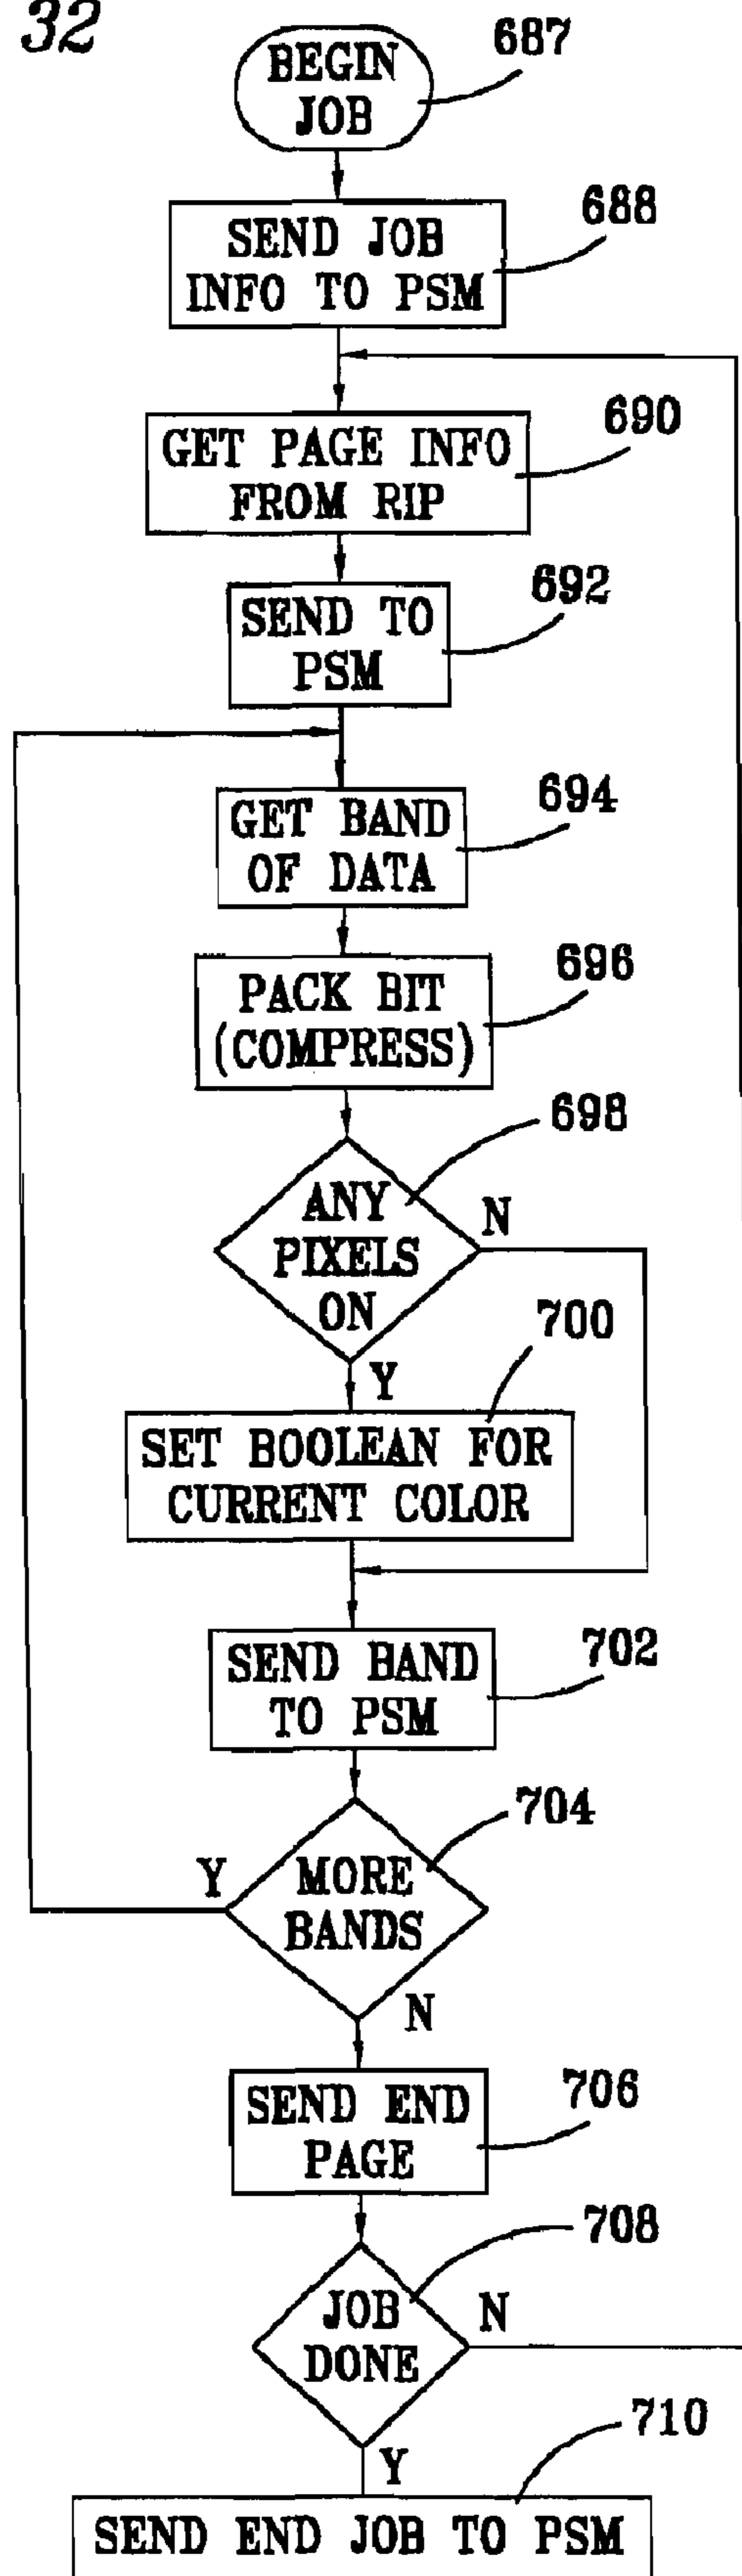 32
BEGIN
JOB
687
SEND JOB
INFO TO PSM
688
GET PAGE INFO
FROM RIP
690
SEND TO
PSM
692
GET BAND
OF DATA
694
PACK BIT
(COMPRESS)
696
ANY
PIXELS
ON
698
N
Y
700
SET BOOLEAN FOR
CURRENT COLOR
SEND BAND
TO PSM
702
MORE
BANDS
704
Y
N
SEND END
PAGE
706
JOB
DONE
708
N
Y
710
SEND END JOB TO PSM